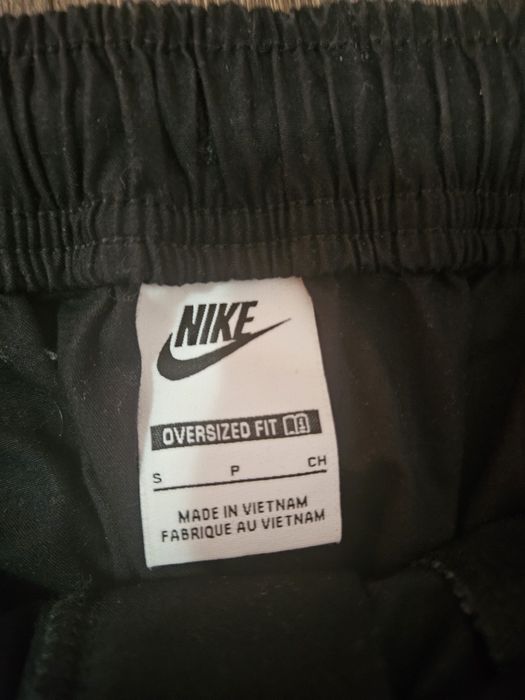 NIKE
OVERSIZED FIT
S P CH
MADE IN VIETNAM
FABRIQUE AU VIETNAM